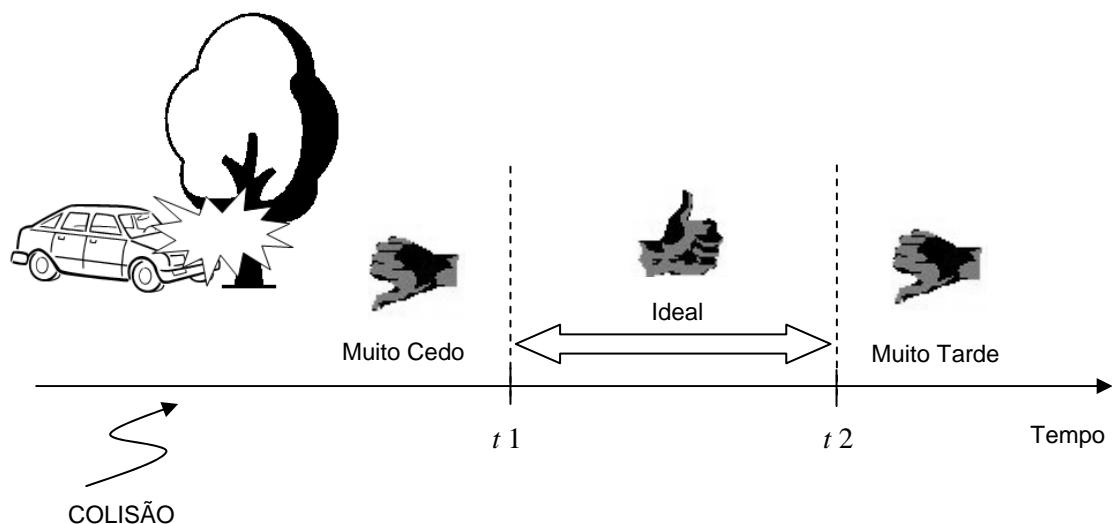 Ideal
Muito Cedo
Muito Tarde
t 1
t 2
Tempo
COLISÃO